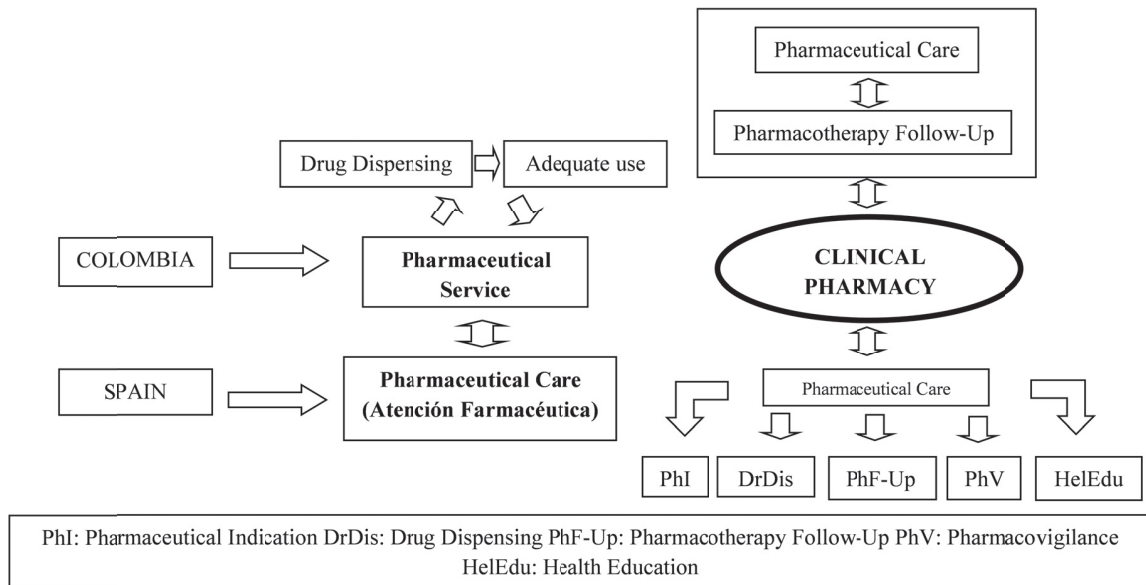 Pharmaceutical Care
Pharmacotherapy Follow-Up
Drug Dispensing
Adequate use
COLOMBIA
Pharmaceutical
Service
CLINICAL
PHARMACY
SPAIN
Pharmaceutical Care
(Atención Farmacéutica)
Pharmaceutical Care
PhI
DrDis
PhF-Up
PhV
HelEdu
PhI: Pharmaceutical Indication DrDis: Drug Dispensing PhF-Up: Pharmacotherapy Follow-Up PhV: Pharmacovigilance
HelEdu: Health Education